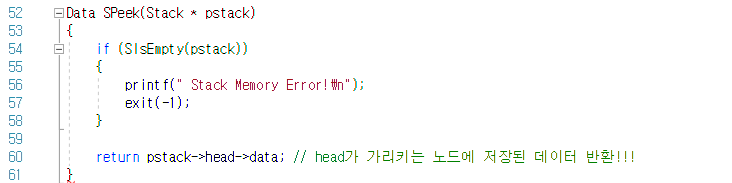 52 Data SPeek(Stack * pstack)
53 {
54 if (SIsEmpty(pstack))
55 {
56 printf(" Stack Memory Error!₩n");
57 exit(-1);
58 }
59
60 return pstack->head->data; // head가 가리키는 노드에 저장된 데이터 반환!!!
61 }